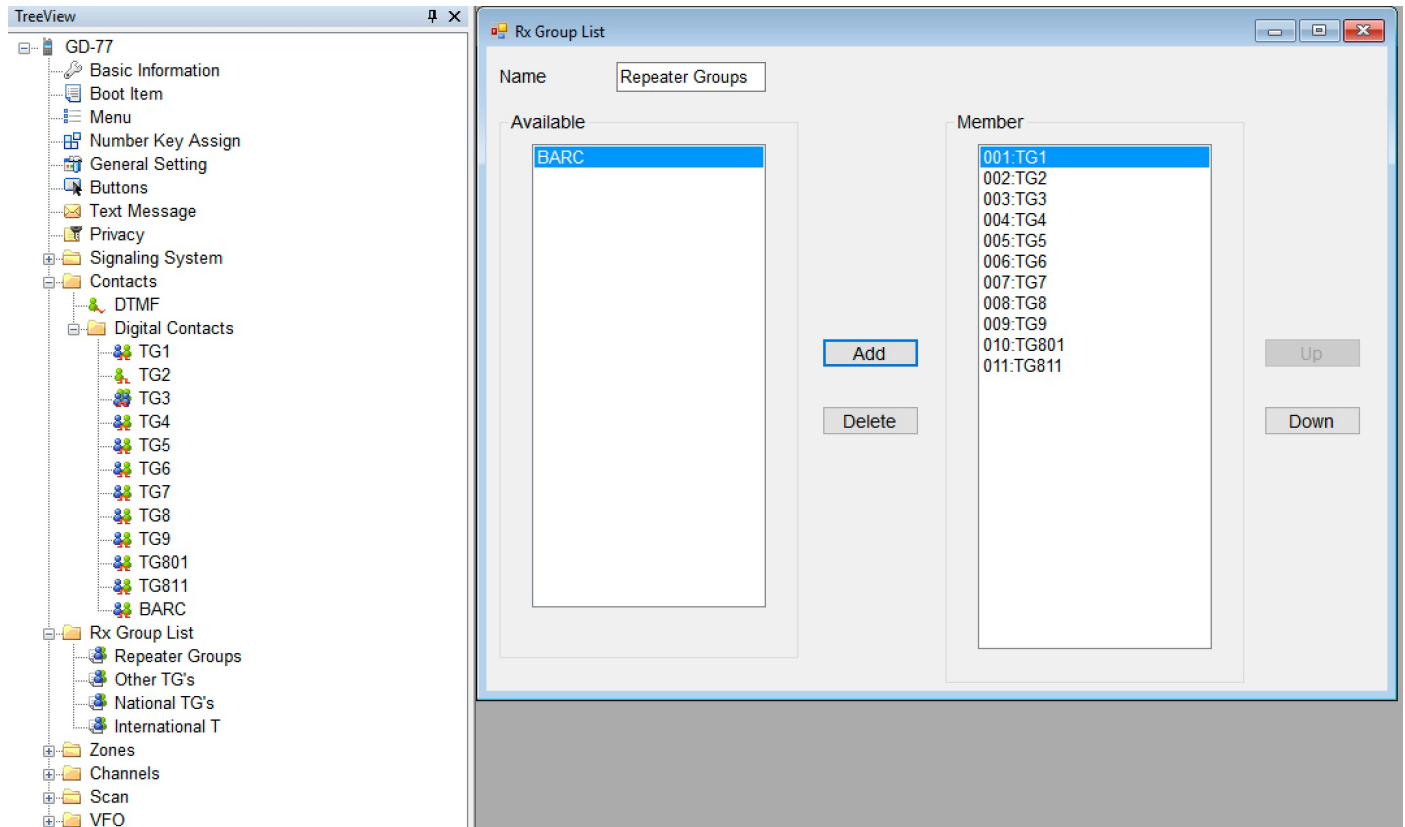 TreeView
GD-77
Basic Information
Boot Item
Menu
Number Key Assign
General Setting
Buttons
Text Message
Privacy
Signaling System
Contacts
DTMF
Digital Contacts
TG1
TG2
TG3
TG4
TG5
TG6
TG7
TG8
TG9
TG801
TG811
BARC
Rx Group List
Repeater Groups
Other TG's
National TG's
International T
Zones
Channels
Scan
VFO
Rx Group List
Name Repeater Groups
Available
BARC
Add
Delete
Member
001:TG1
002:TG2
003:TG3
004:TG4
005:TG5
006:TG6
007:TG7
008:TG8
009:TG9
010:TG801
011:TG811
Up
Down